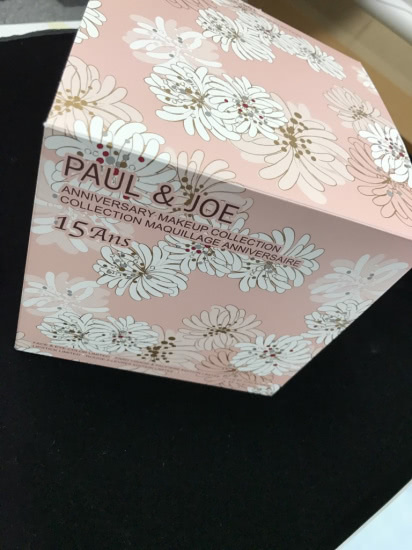 PAUL & JOE
ANNIVERSARY MAKEUP COLLECTION
COLLECTION MAQUILLAGE ANNIVERSAIRE
15 Ans